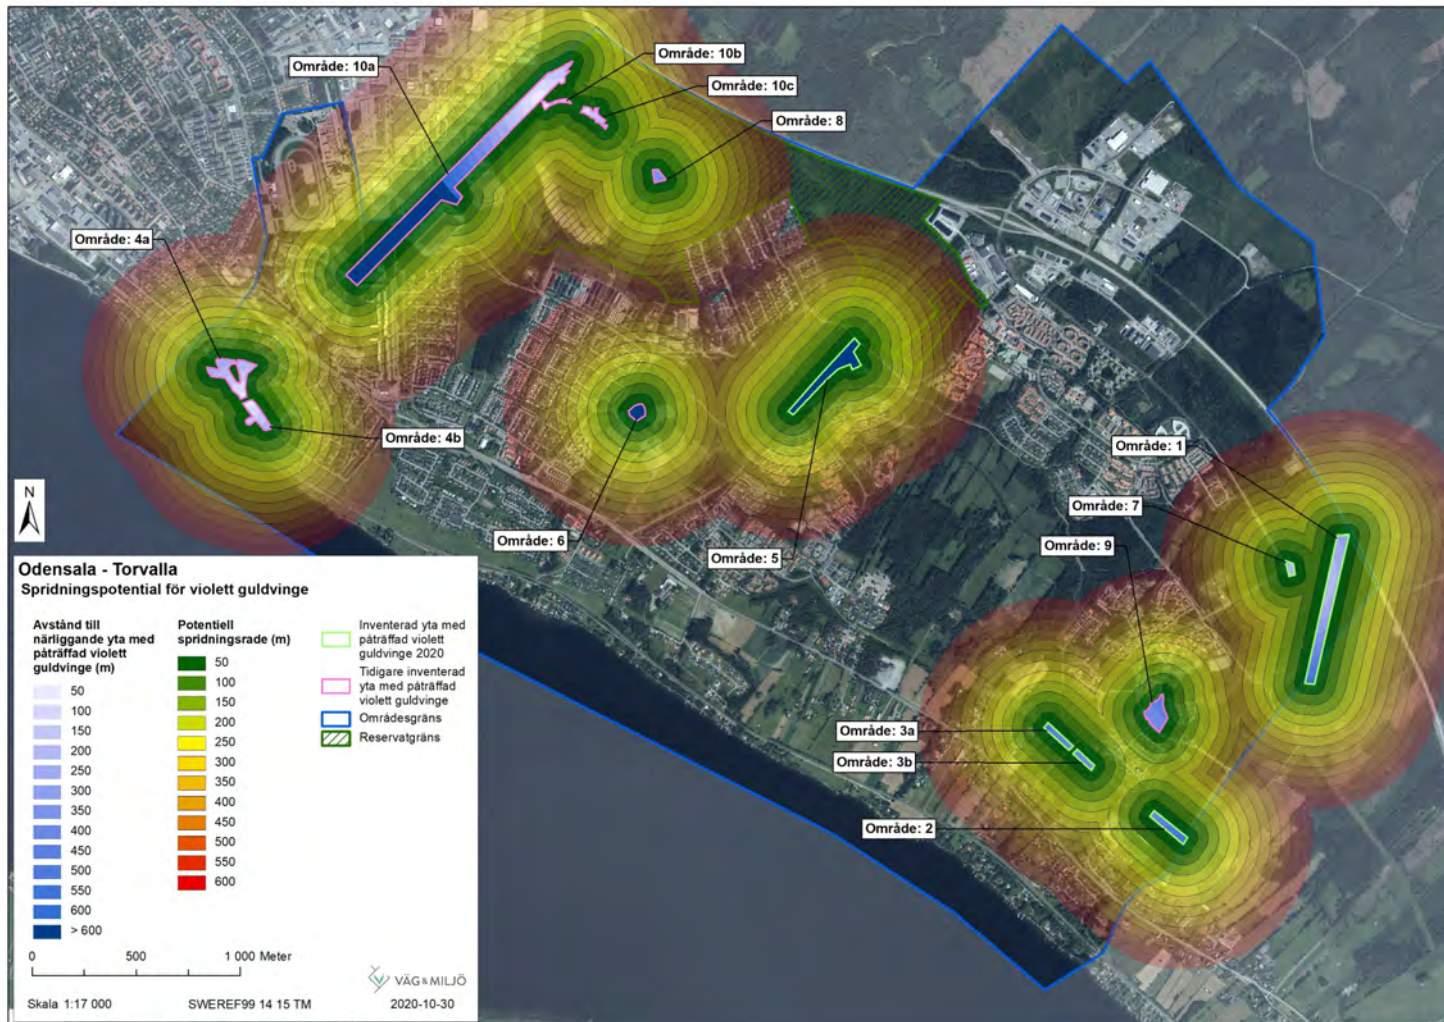 Område: 10a
Område: 10b
Område: 10c
Område: 8
Område: 4a
Område: 4b
Område: 6
Område: 5
Område: 1
Område: 7
Område: 9
Område: 3a
Område: 3b
Område: 2
N
Odensala - Torvalla
Spridningspotential för violett guldvinge
Avstånd till
närliggande yta med
påträffad violett
guldvinge (m)
50
100
150
200
250
300
350
400
450
500
550
600
> 600
Potentiell
spridningsrade (m)
50
100
150
200
250
300
350
400
450
500
550
600
Inventerad yta med
påträffad violett
guldvinge 2020
Tidigare inventerad
yta med påträffad
violett guldvinge
Områdesgräns
Reservatgräns
0 500 1 000 Meter
VÄG & MILJÖ
Skala 1:17 000 SWEREF99 14 15 TM 2020-10-30